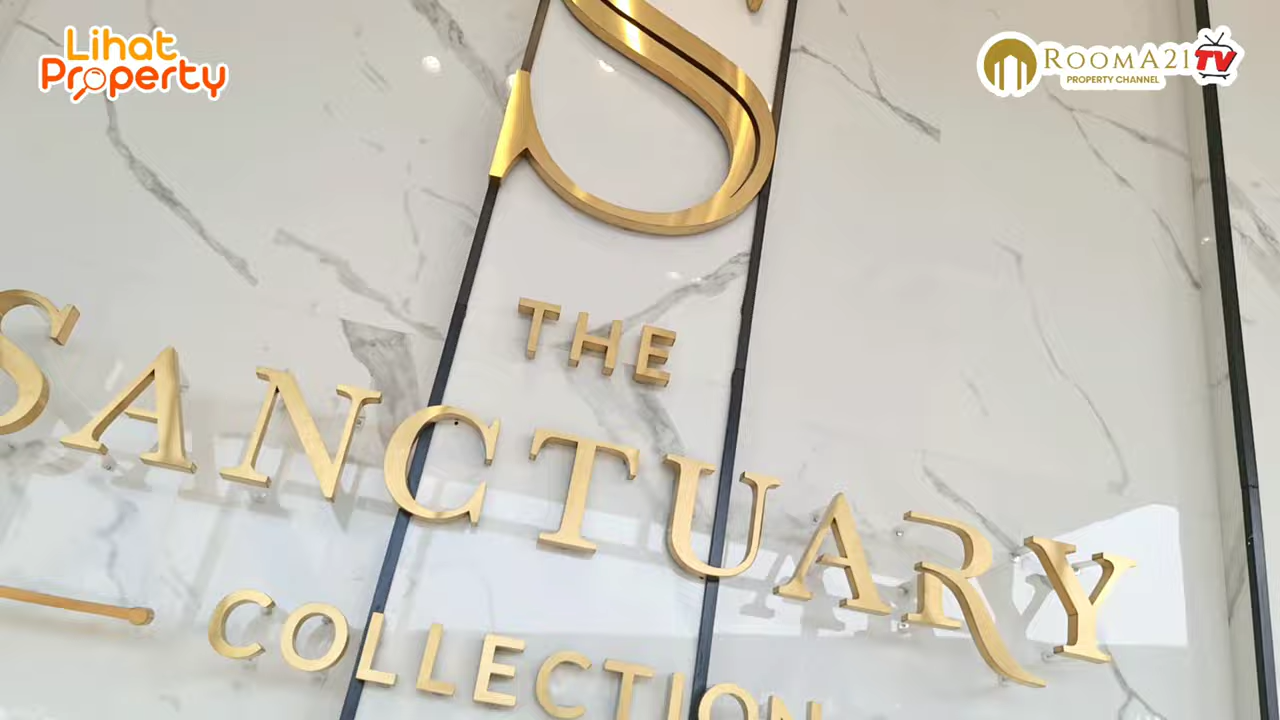 Lihat
Property
ROOMA21
TV
PROPERTY CHANNEL
S
THE
SANCTUARY
COLLECTION